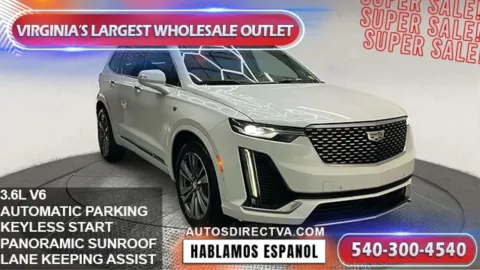 VIRGINIA'S LARGEST WHOLESALE OUTLET
SUPER SALE!
SUPER SALE!
SUPER SALE!
3.6L V6
AUTOMATIC PARKING
KEYLESS START
PANORAMIC SUNROOF
LANE KEEPING ASSIST
AUTOSDIRECTVA.COM
HABLAMOS ESPANOL
540-300-4540